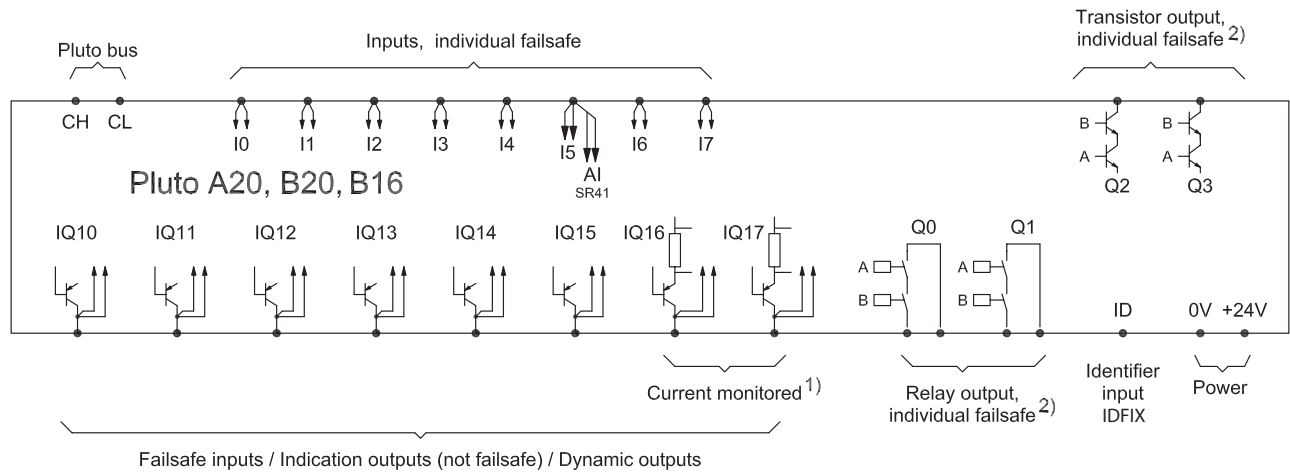 Pluto bus
Inputs, individual failsafe
Transistor output,
individual failsafe 2)
CH CL
I0 I1 I2 I3 I4 I5 I6 I7
AI
SR41
B B
A A
Q2 Q3
Pluto A20, B20, B16
IQ10 IQ11 IQ12 IQ13 IQ14 IQ15 IQ16 IQ17 Q0 Q1
A A
B B
ID 0V +24V
Current monitored 1)
Relay output,
individual failsafe 2)
Identifier
input
IDFIX
Power
Failsafe inputs / Indication outputs (not failsafe) / Dynamic outputs